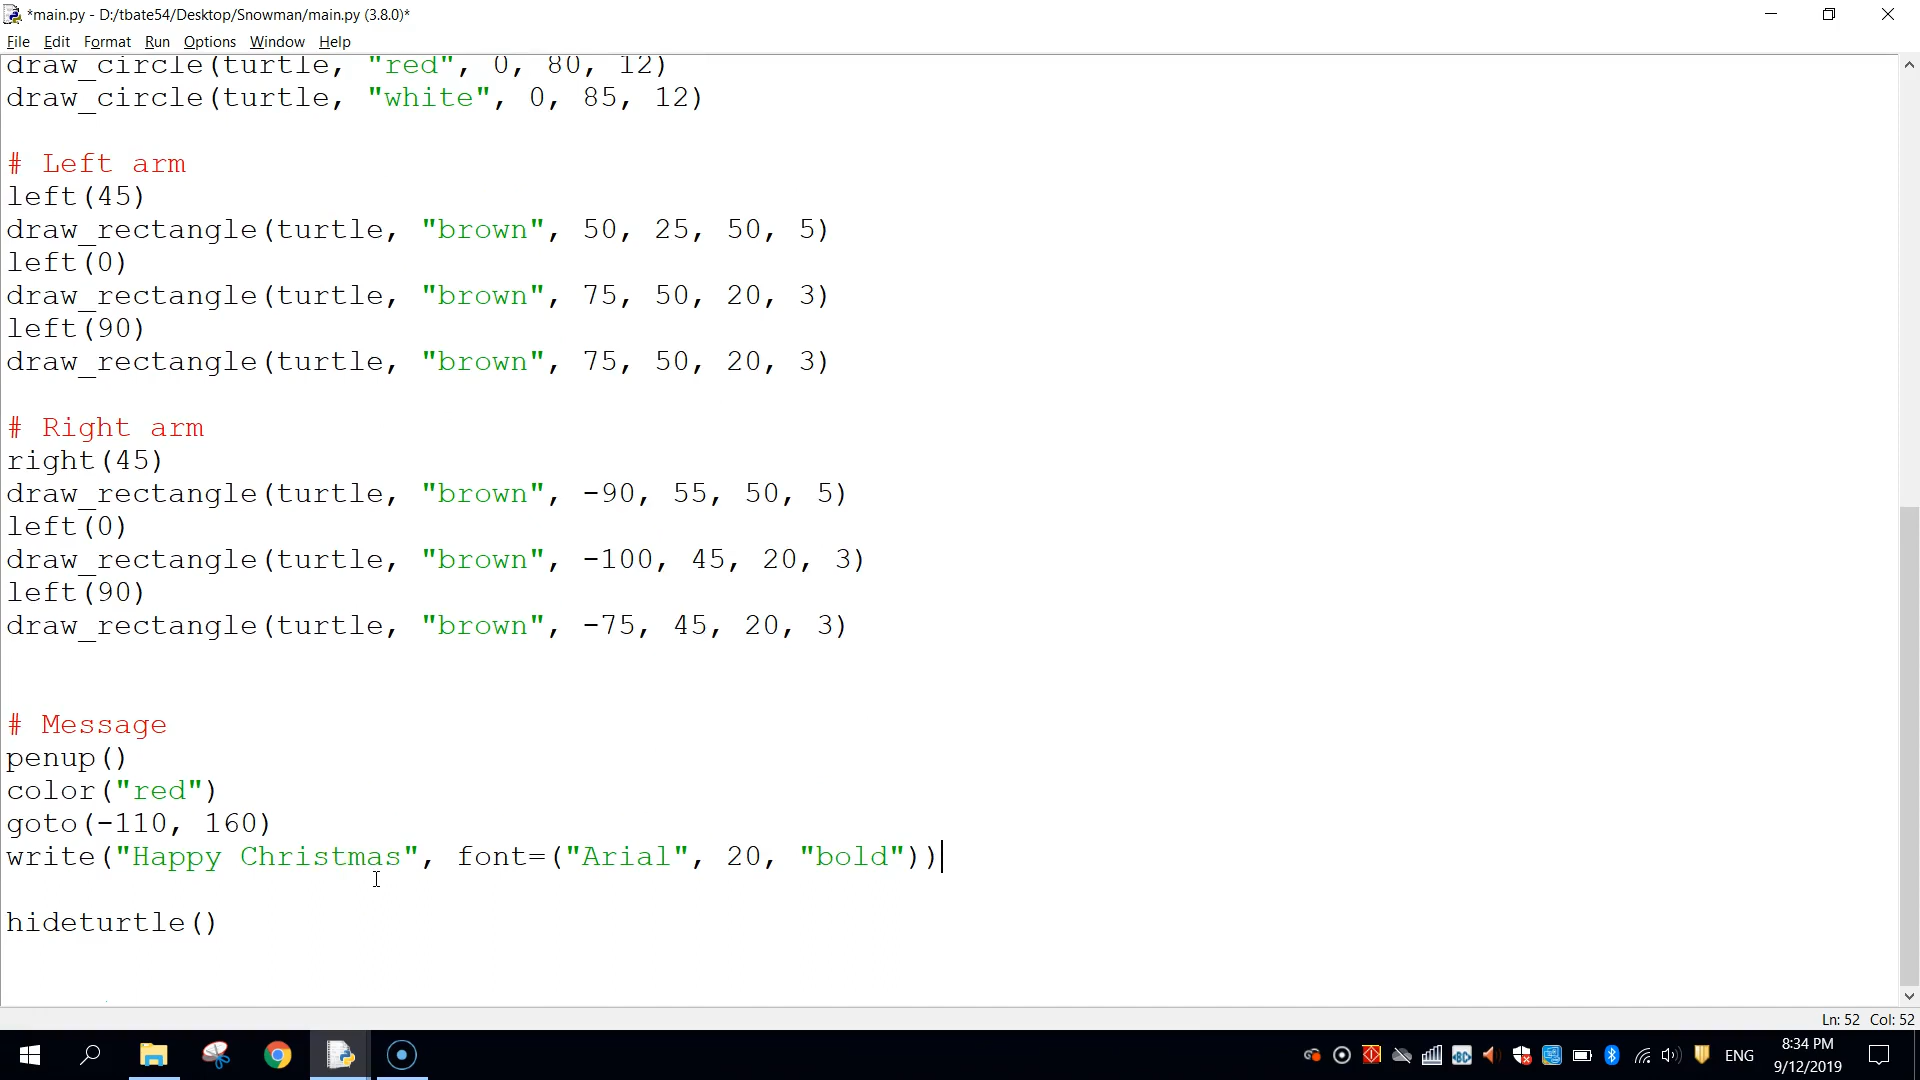 *main.py - D:/tbate54/Desktop/Snowman/main.py (3.8.0)*
File Edit Format Run Options Window Help
draw_circle(turtle, "red", 0, 80, 12)
draw_circle(turtle, "white", 0, 85, 12)
# Left arm
left(45)
draw_rectangle(turtle, "brown", 50, 25, 50, 5)
left(0)
draw_rectangle(turtle, "brown", 75, 50, 20, 3)
left(90)
draw_rectangle(turtle, "brown", 75, 50, 20, 3)
# Right arm
right(45)
draw_rectangle(turtle, "brown", -90, 55, 50, 5)
left(0)
draw_rectangle(turtle, "brown", -100, 45, 20, 3)
left(90)
draw_rectangle(turtle, "brown", -75, 45, 20, 3)
# Message
penup()
color("red")
goto(-110, 160)
write("Happy Christmas", font=("Arial", 20, "bold"))
hideturtle()
Ln: 52 Col: 52
ENG
8:34 PM
9/12/2019